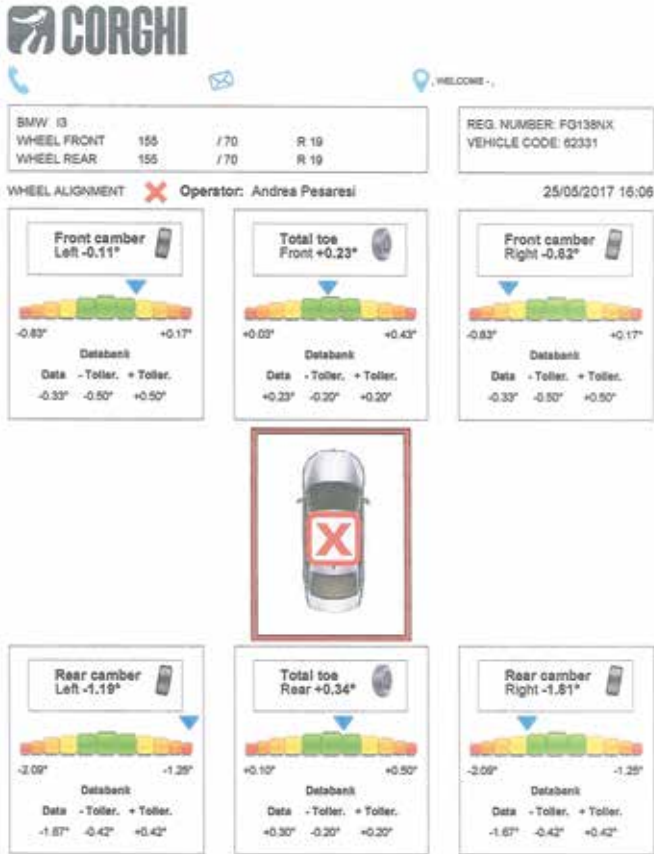 CORGHI
, WELCOME - ,
BMW I3
WHEEL FRONT 155 /70 R 19
WHEEL REAR 155 /70 R 19
REG. NUMBER: FG138NX
VEHICLE CODE: 62331
WHEEL ALIGNMENT Operator: Andrea Pesaresi 25/05/2017 16:06
Front camber
Left -0.11°
-0.83° +0.17°
Databank
Data - Toller. + Toller.
-0.33° -0.50° +0.50°
Total toe
Front +0.23°
+0.03° +0.43°
Databank
Data - Toller. + Toller.
+0.23° -0.20° +0.20°
Front camber
Right -0.62°
-0.83° +0.17°
Databank
Data - Toller. + Toller.
-0.33° -0.50° +0.50°
X
Rear camber
Left -1.19°
-2.09° -1.25°
Databank
Data - Toller. + Toller.
-1.67° -0.42° +0.42°
Total toe
Rear +0.34°
+0.10° +0.50°
Databank
Data - Toller. + Toller.
+0.30° -0.20° +0.20°
Rear camber
Right -1.81°
-2.09° -1.25°
Databank
Data - Toller. + Toller.
-1.67° -0.42° +0.42°